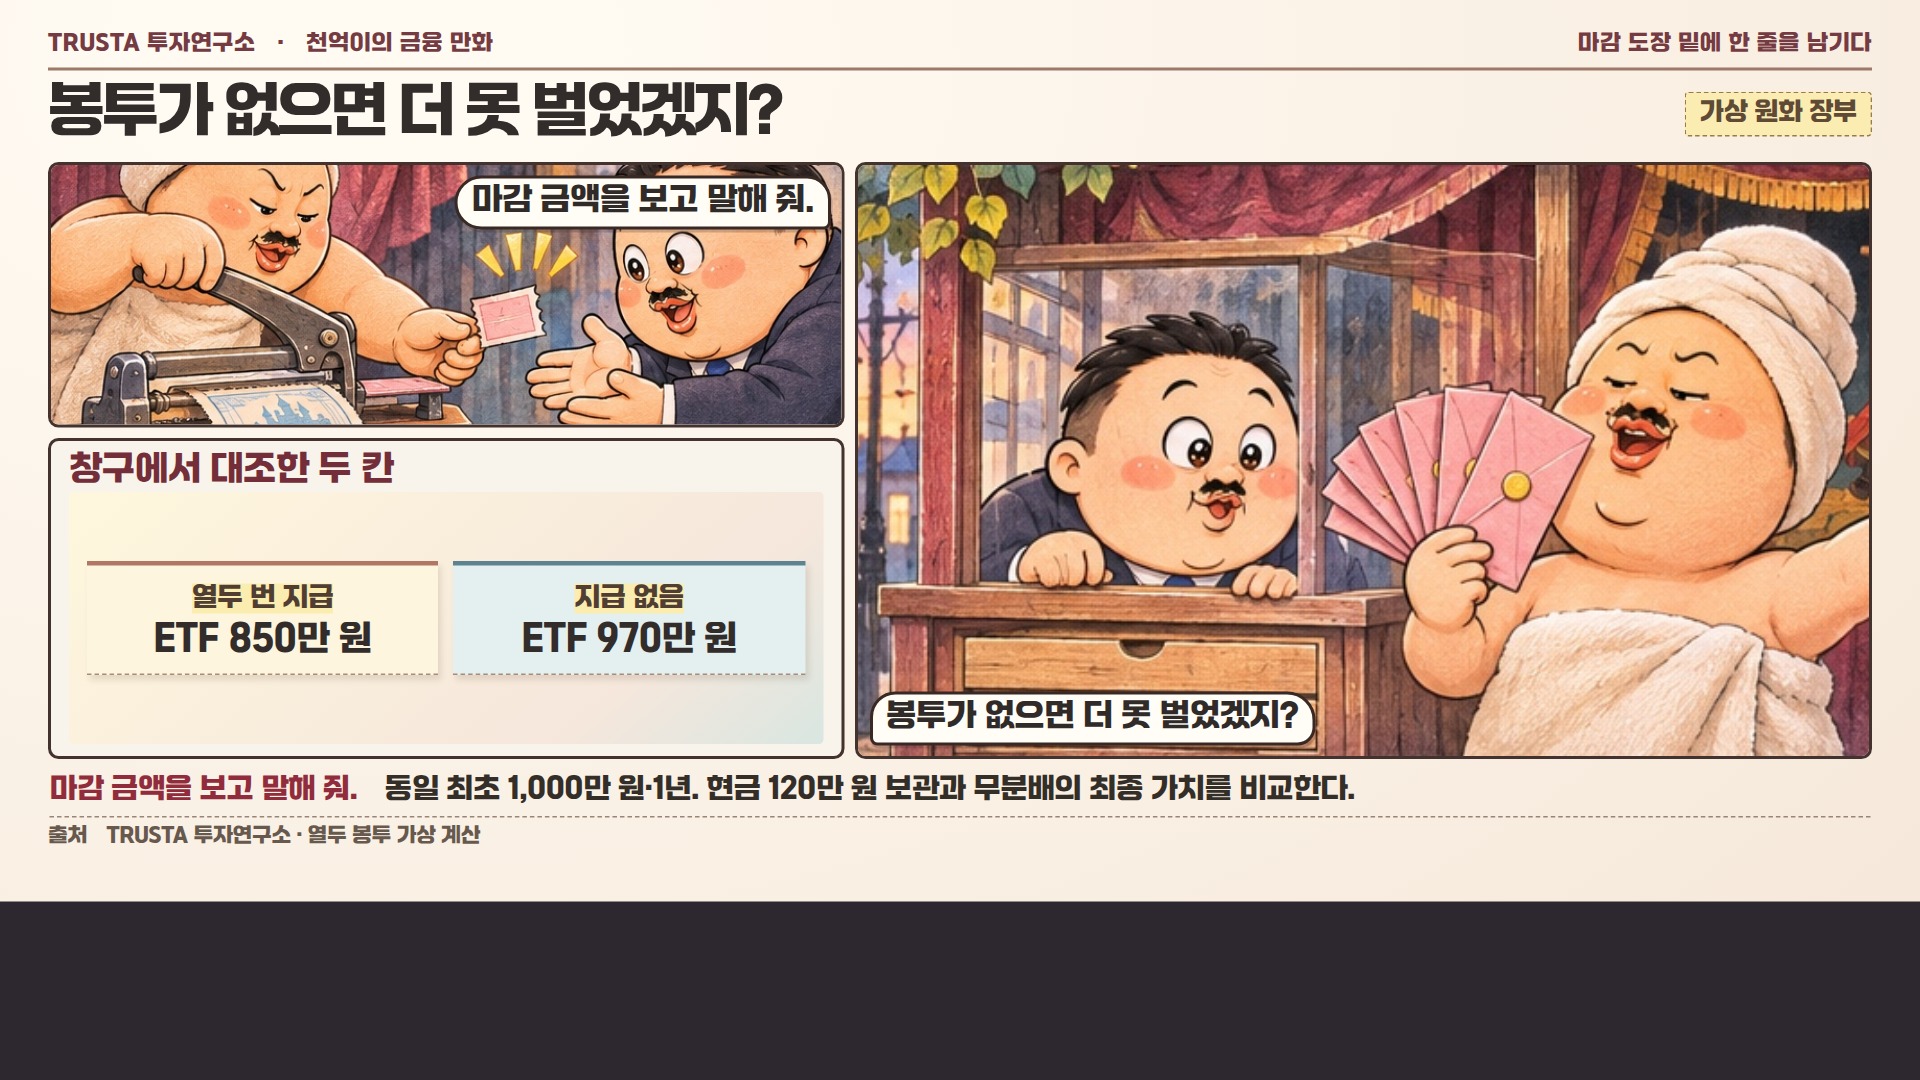 TRUSTA 투자연구소 · 천억이의 금융 만화
마감 도장 밑에 한 줄을 남기다
봉투가 없으면 더 못 벌었겠지?
가상 원화 장부
마감 금액을 보고 말해 줘.
창구에서 대조한 두 칸
열두 번 지급
ETF 850만 원
지급 없음
ETF 970만 원
봉투가 없으면 더 못 벌었겠지?
마감 금액을 보고 말해 줘. 동일 최초 1,000만 원·1년. 현금 120만 원 보관과 무분배의 최종 가치를 비교한다.
출처 TRUSTA 투자연구소 · 열두 봉투 가상 계산